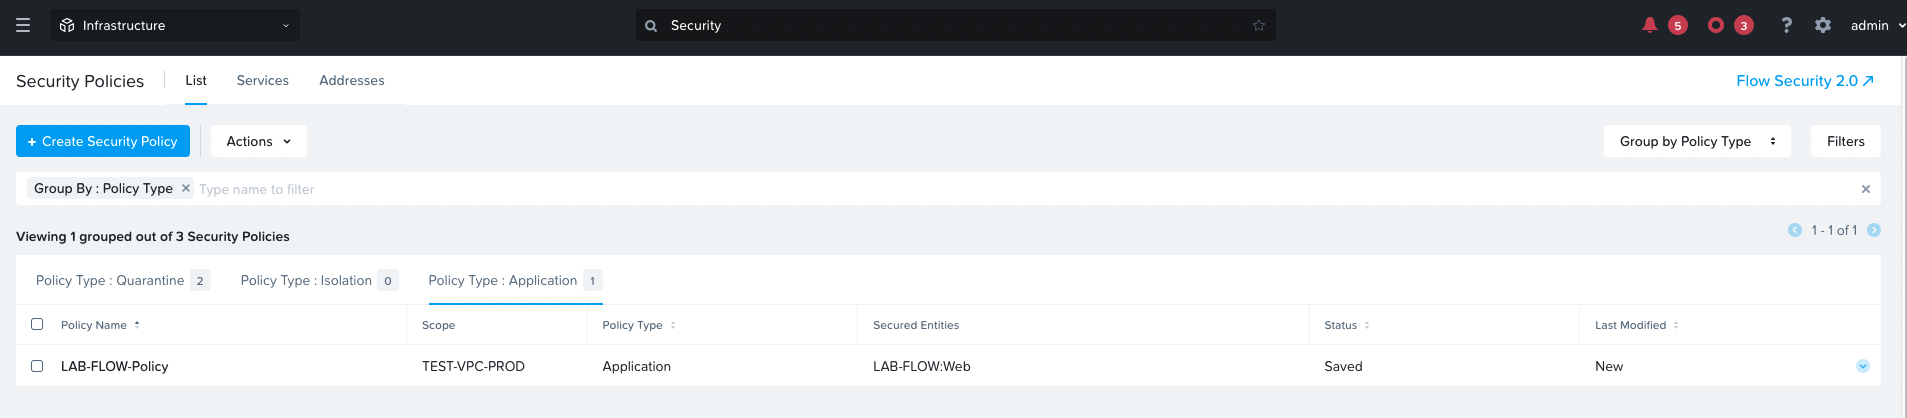 Infrastructure
Security
5
3
?
admin
Security Policies
List
Services
Addresses
Flow Security 2.0
+ Create Security Policy
Actions
Group by Policy Type
Filters
Group By : Policy Type ×
Type name to filter
×
Viewing 1 grouped out of 3 Security Policies
1 - 1 of 1
Policy Type : Quarantine 2
Policy Type : Isolation 0
Policy Type : Application 1
Policy Name
Scope
Policy Type
Secured Entities
Status
Last Modified
LAB-FLOW-Policy
TEST-VPC-PROD
Application
LAB-FLOW:Web
Saved
New